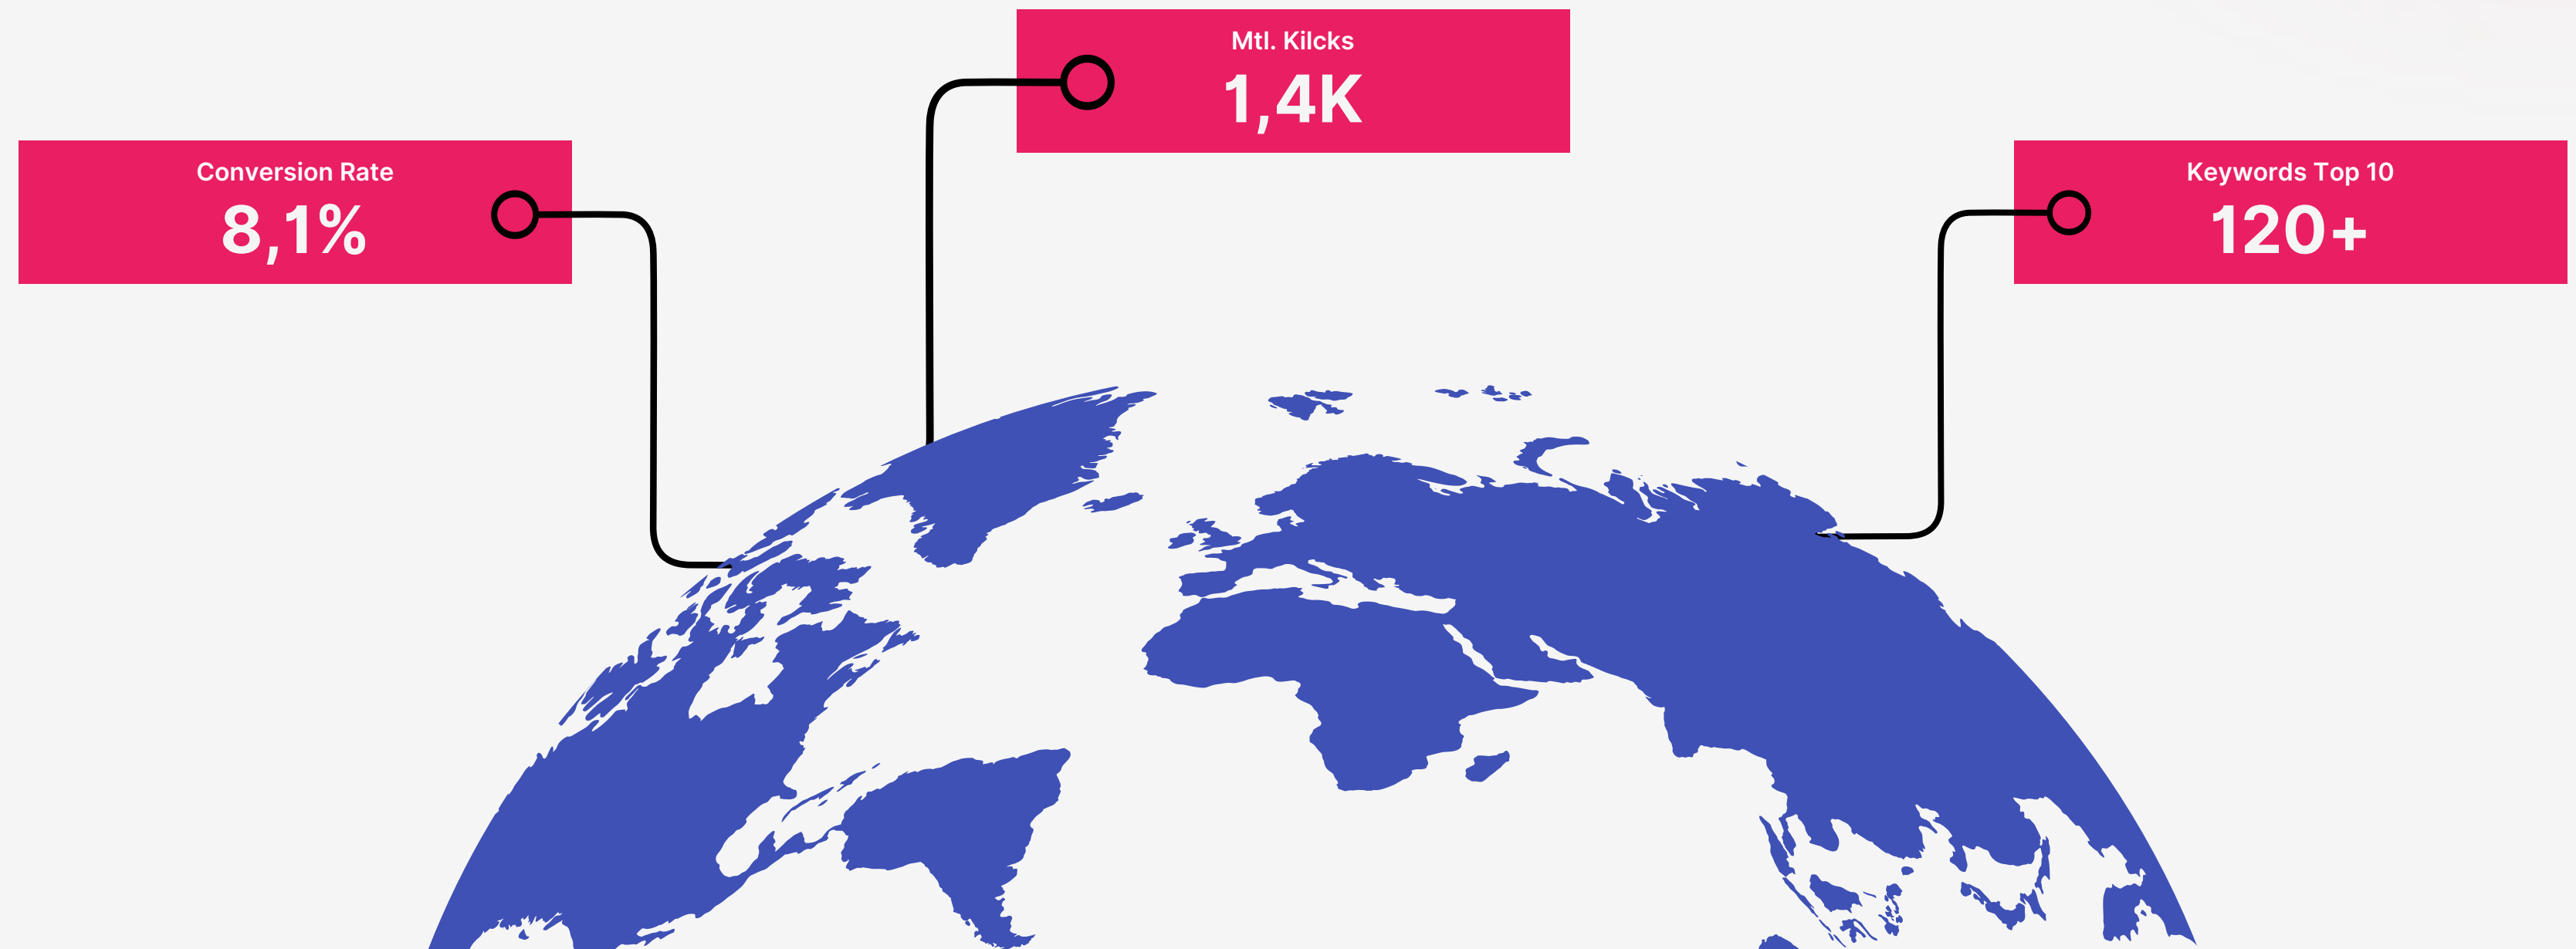 Mtl. Kilcks
1,4K
Conversion Rate
8,1%
Keywords Top 10
120+